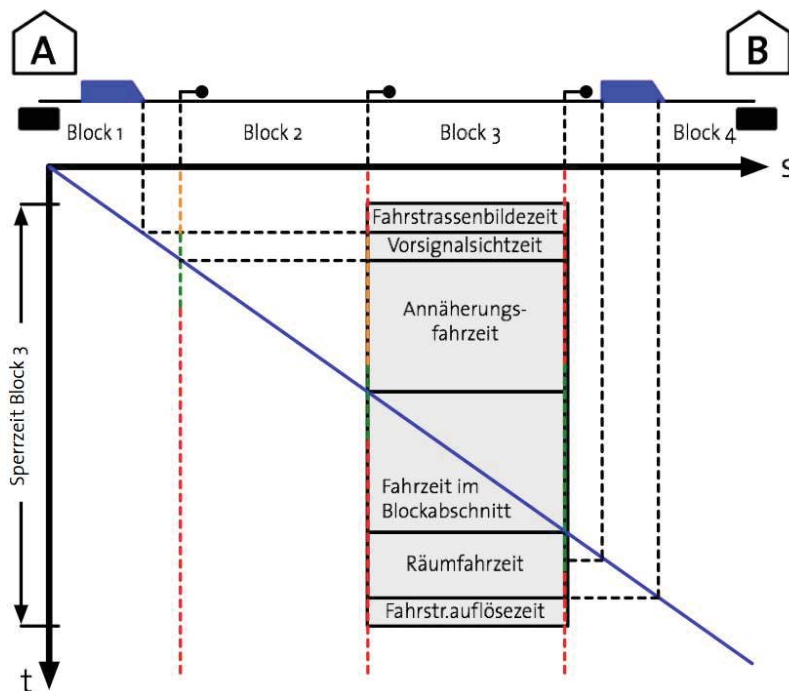 A
B
Block 1
Block 2
Block 3
Block 4
s
Fahrstrassenbildezeit
Vorsignalsichtzeit
Annäherungs-
fahrzeit
Sperrzeit Block 3
Fahrzeit im
Blockabschnitt
Räumfahrzeit
Fahrstr.auflösezeit
t